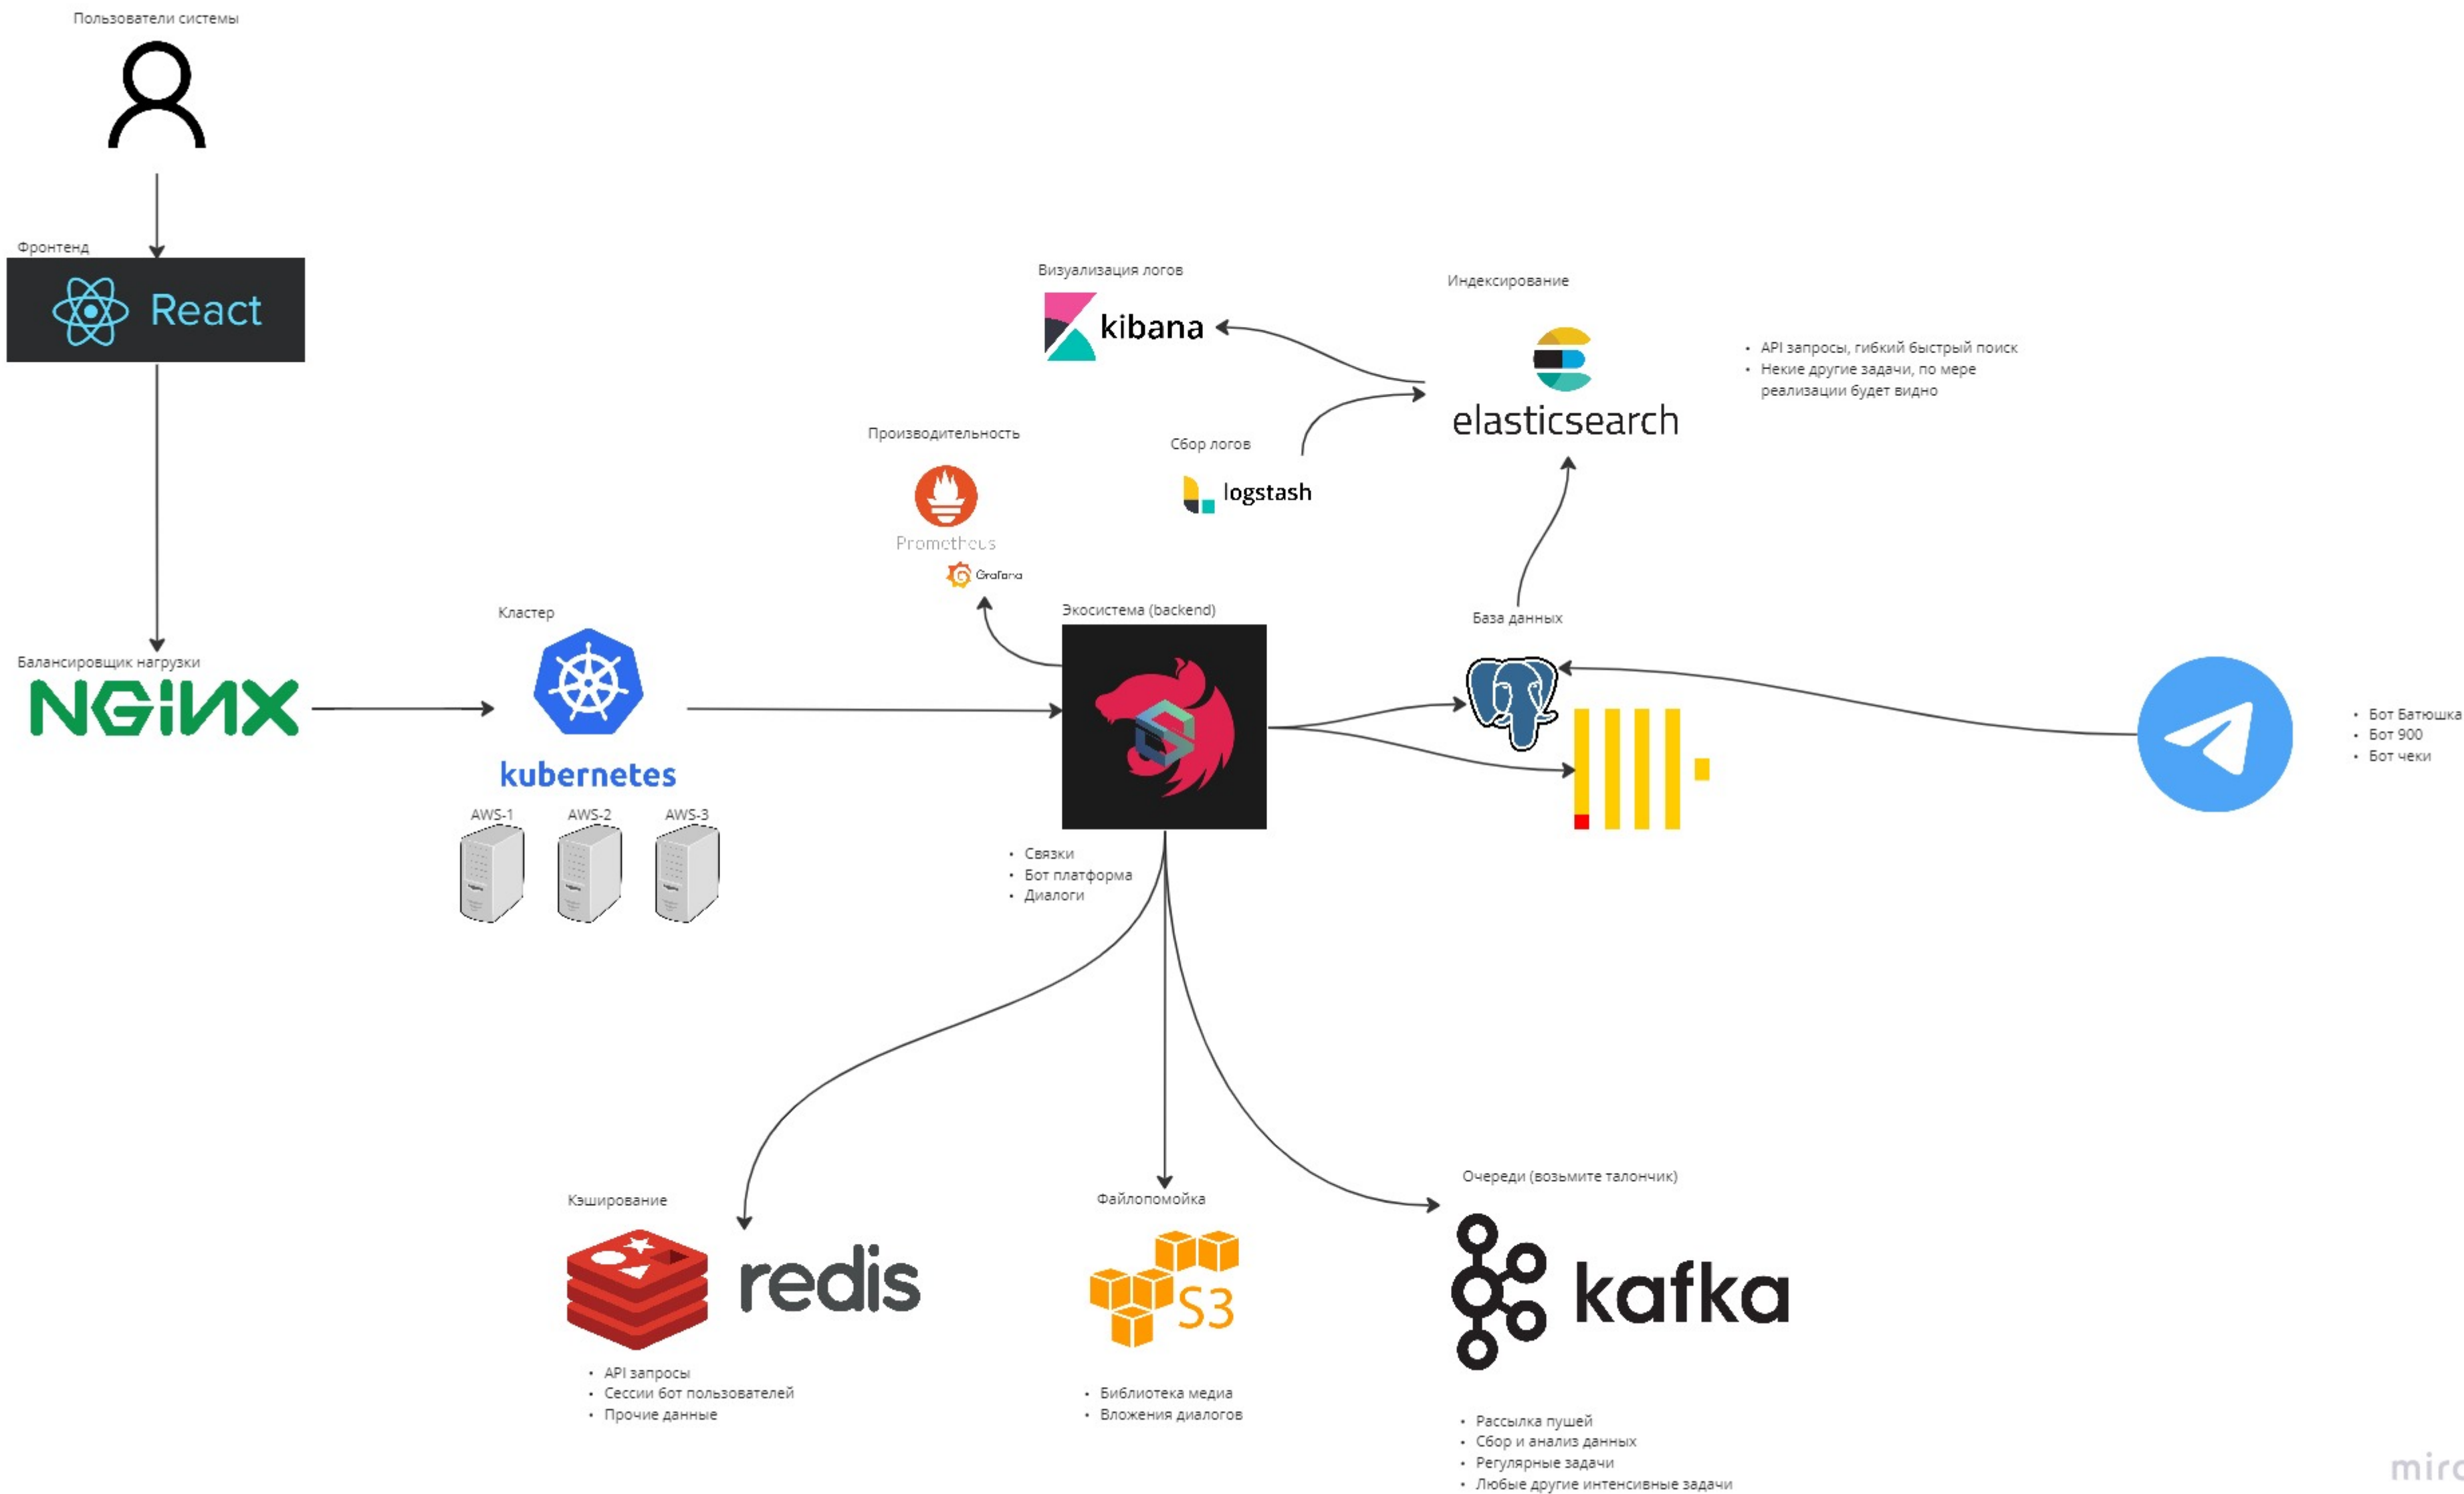 Пользователи системы
Фронтенд
React
Балансировщик нагрузки
NGiNX
Кластер
kubernetes
AWS-1
AWS-2
AWS-3
Производительность
Prometheus
Grafana
Визуализация логов
kibana
Сбор логов
logstash
Индексирование
elasticsearch
• API запросы, гибкий быстрый поиск
• Некие другие задачи, по мере
реализации будет видно
Экосистема (backend)
• Связки
• Бот платформа
• Диалоги
База данных
• Бот Батюшка
• Бот 900
• Бот чеки
Кэширование
redis
• API запросы
• Сессии бот пользователей
• Прочие данные
Файлопомойка
S3
• Библиотека медиа
• Вложения диалогов
Очереди (возьмите талончик)
kafka
• Рассылка пушей
• Сбор и анализ данных
• Регулярные задачи
• Любые другие интенсивные задачи
miro